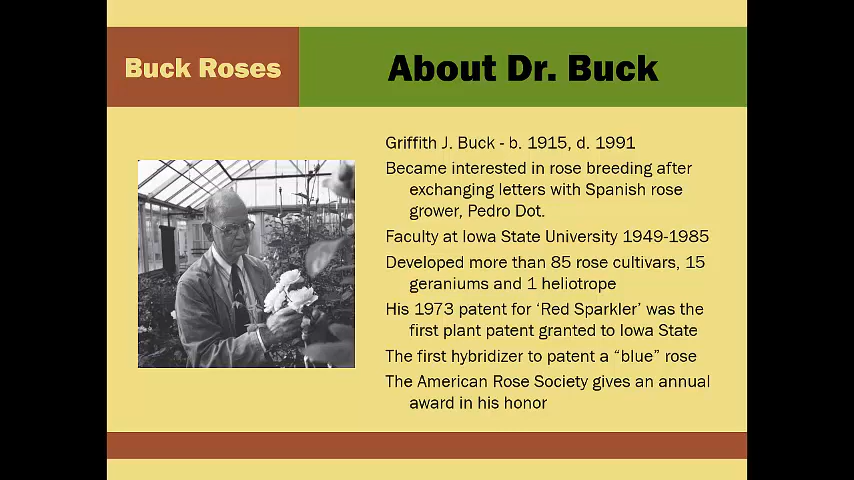 Buck Roses
About Dr. Buck
Griffith J. Buck - b. 1915, d. 1991
Became interested in rose breeding after
exchanging letters with Spanish rose
grower, Pedro Dot.
Faculty at Iowa State University 1949-1985
Developed more than 85 rose cultivars, 15
geraniums and 1 heliotrope
His 1973 patent for ‘Red Sparkler’ was the
first plant patent granted to Iowa State
The first hybridizer to patent a “blue” rose
The American Rose Society gives an annual
award in his honor